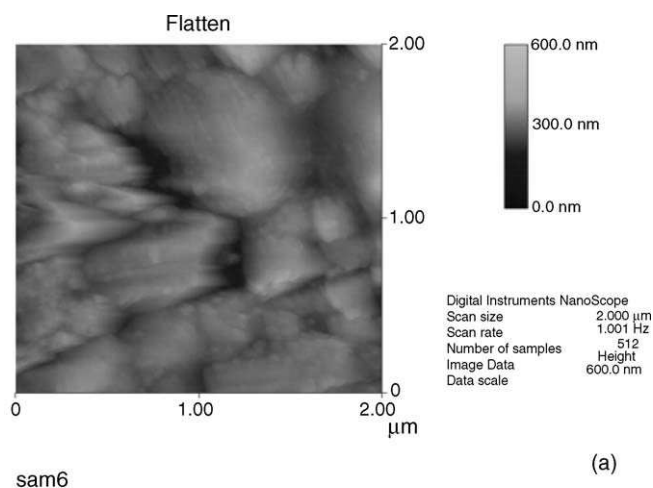 Flatten
2.00
1.00
0
0
1.00
2.00
μm
600.0 nm
300.0 nm
0.0 nm
Digital Instruments NanoScope
Scan size 2.000 μm
Scan rate 1.001 Hz
Number of samples 512
Image Data Height
Data scale 600.0 nm
(a)
sam6